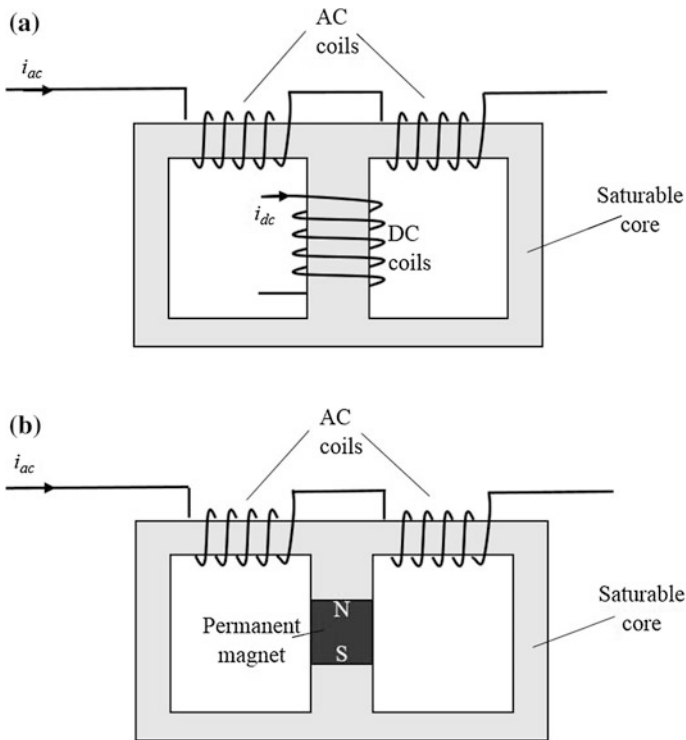 (a)
AC
coils
i_ac
i_dc
DC
coils
Saturable
core
(b)
AC
coils
i_ac
N
Permanent
magnet
S
Saturable
core